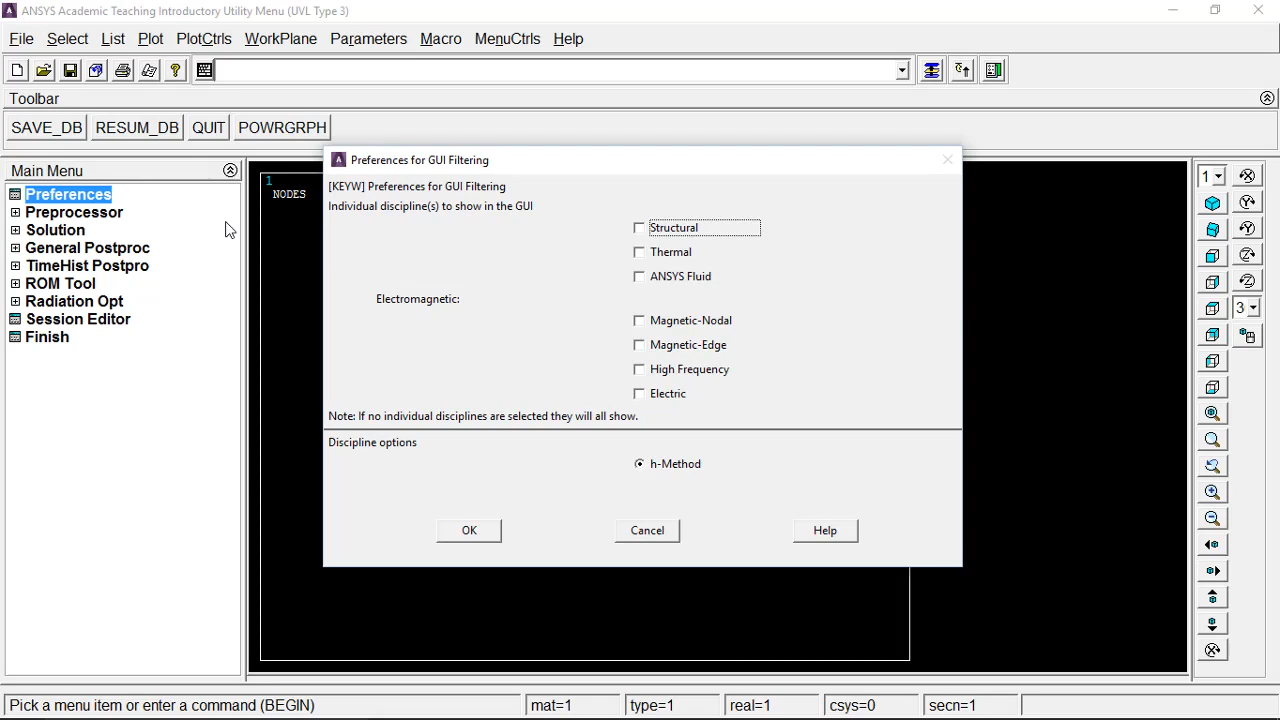 ANSYS Academic Teaching Introductory Utility Menu (UVL Type 3)
File Select List Plot PlotCtrls WorkPlane Parameters Macro MenuCtrls Help
Toolbar
SAVE_DB RESUM_DB QUIT POWRGRPH
Main Menu
Preferences
Preprocessor
Solution
General Postproc
TimeHist Postpro
ROM Tool
Radiation Opt
Session Editor
Finish
1
NODES
Preferences for GUI Filtering
[KEYW] Preferences for GUI Filtering
Individual discipline(s) to show in the GUI
Structural
Thermal
ANSYS Fluid
Electromagnetic:
Magnetic-Nodal
Magnetic-Edge
High Frequency
Electric
Note: If no individual disciplines are selected they will all show.
Discipline options
h-Method
OK Cancel Help
1
3
Pick a menu item or enter a command (BEGIN) mat=1 type=1 real=1 csys=0 secn=1